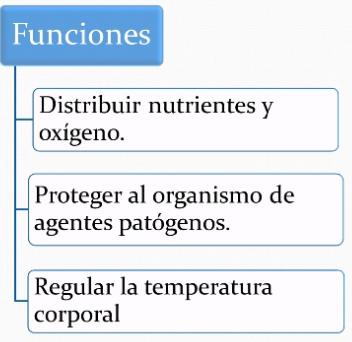 Funciones
Distribuir nutrientes y
oxígeno.
Proteger al organismo de
agentes patógenos.
Regular la temperatura
corporal